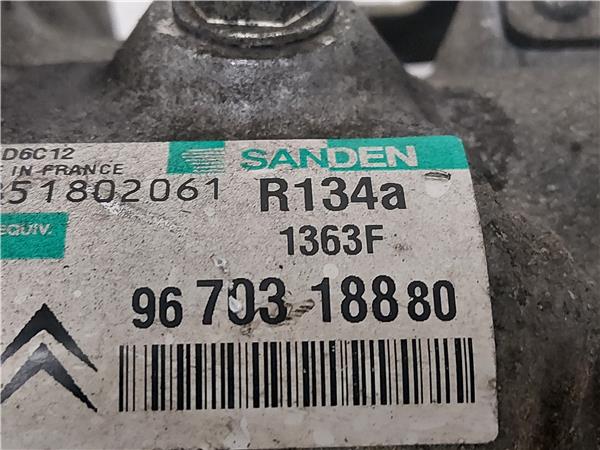 SANDEN
D6C12
IN FRANCE
51802061
R134a
EQUIV.
1363F
96 703 188 80